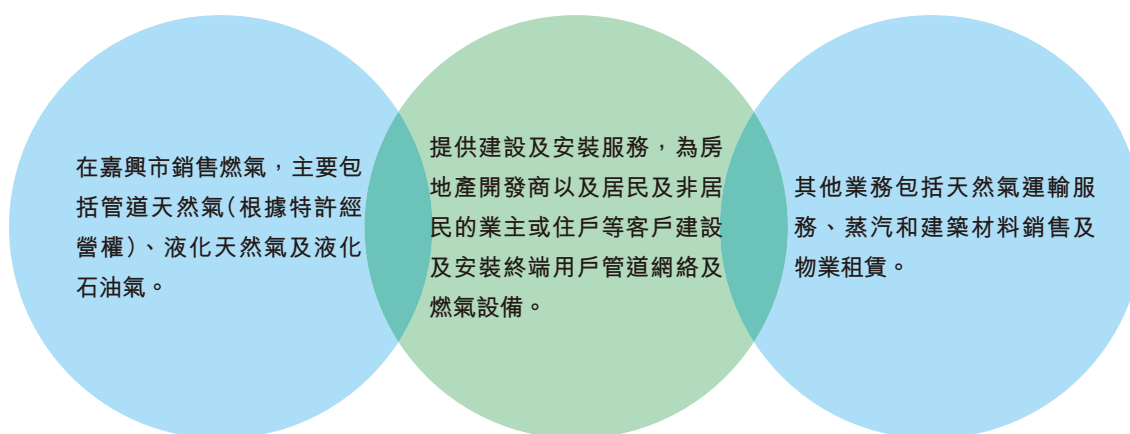 在嘉興市銷售燃氣，主要包
括管道天然氣（根據特許經
營權）、液化天然氣及液化
石油氣。
提供建設及安裝服務，為房
地產開發商以及居民及非居
民的業主或住戶等客戶建設
及安裝終端用戶管道網絡及
燃氣設備。
其他業務包括天然氣運輸服
務、蒸汽和建築材料銷售及
物業租賃。